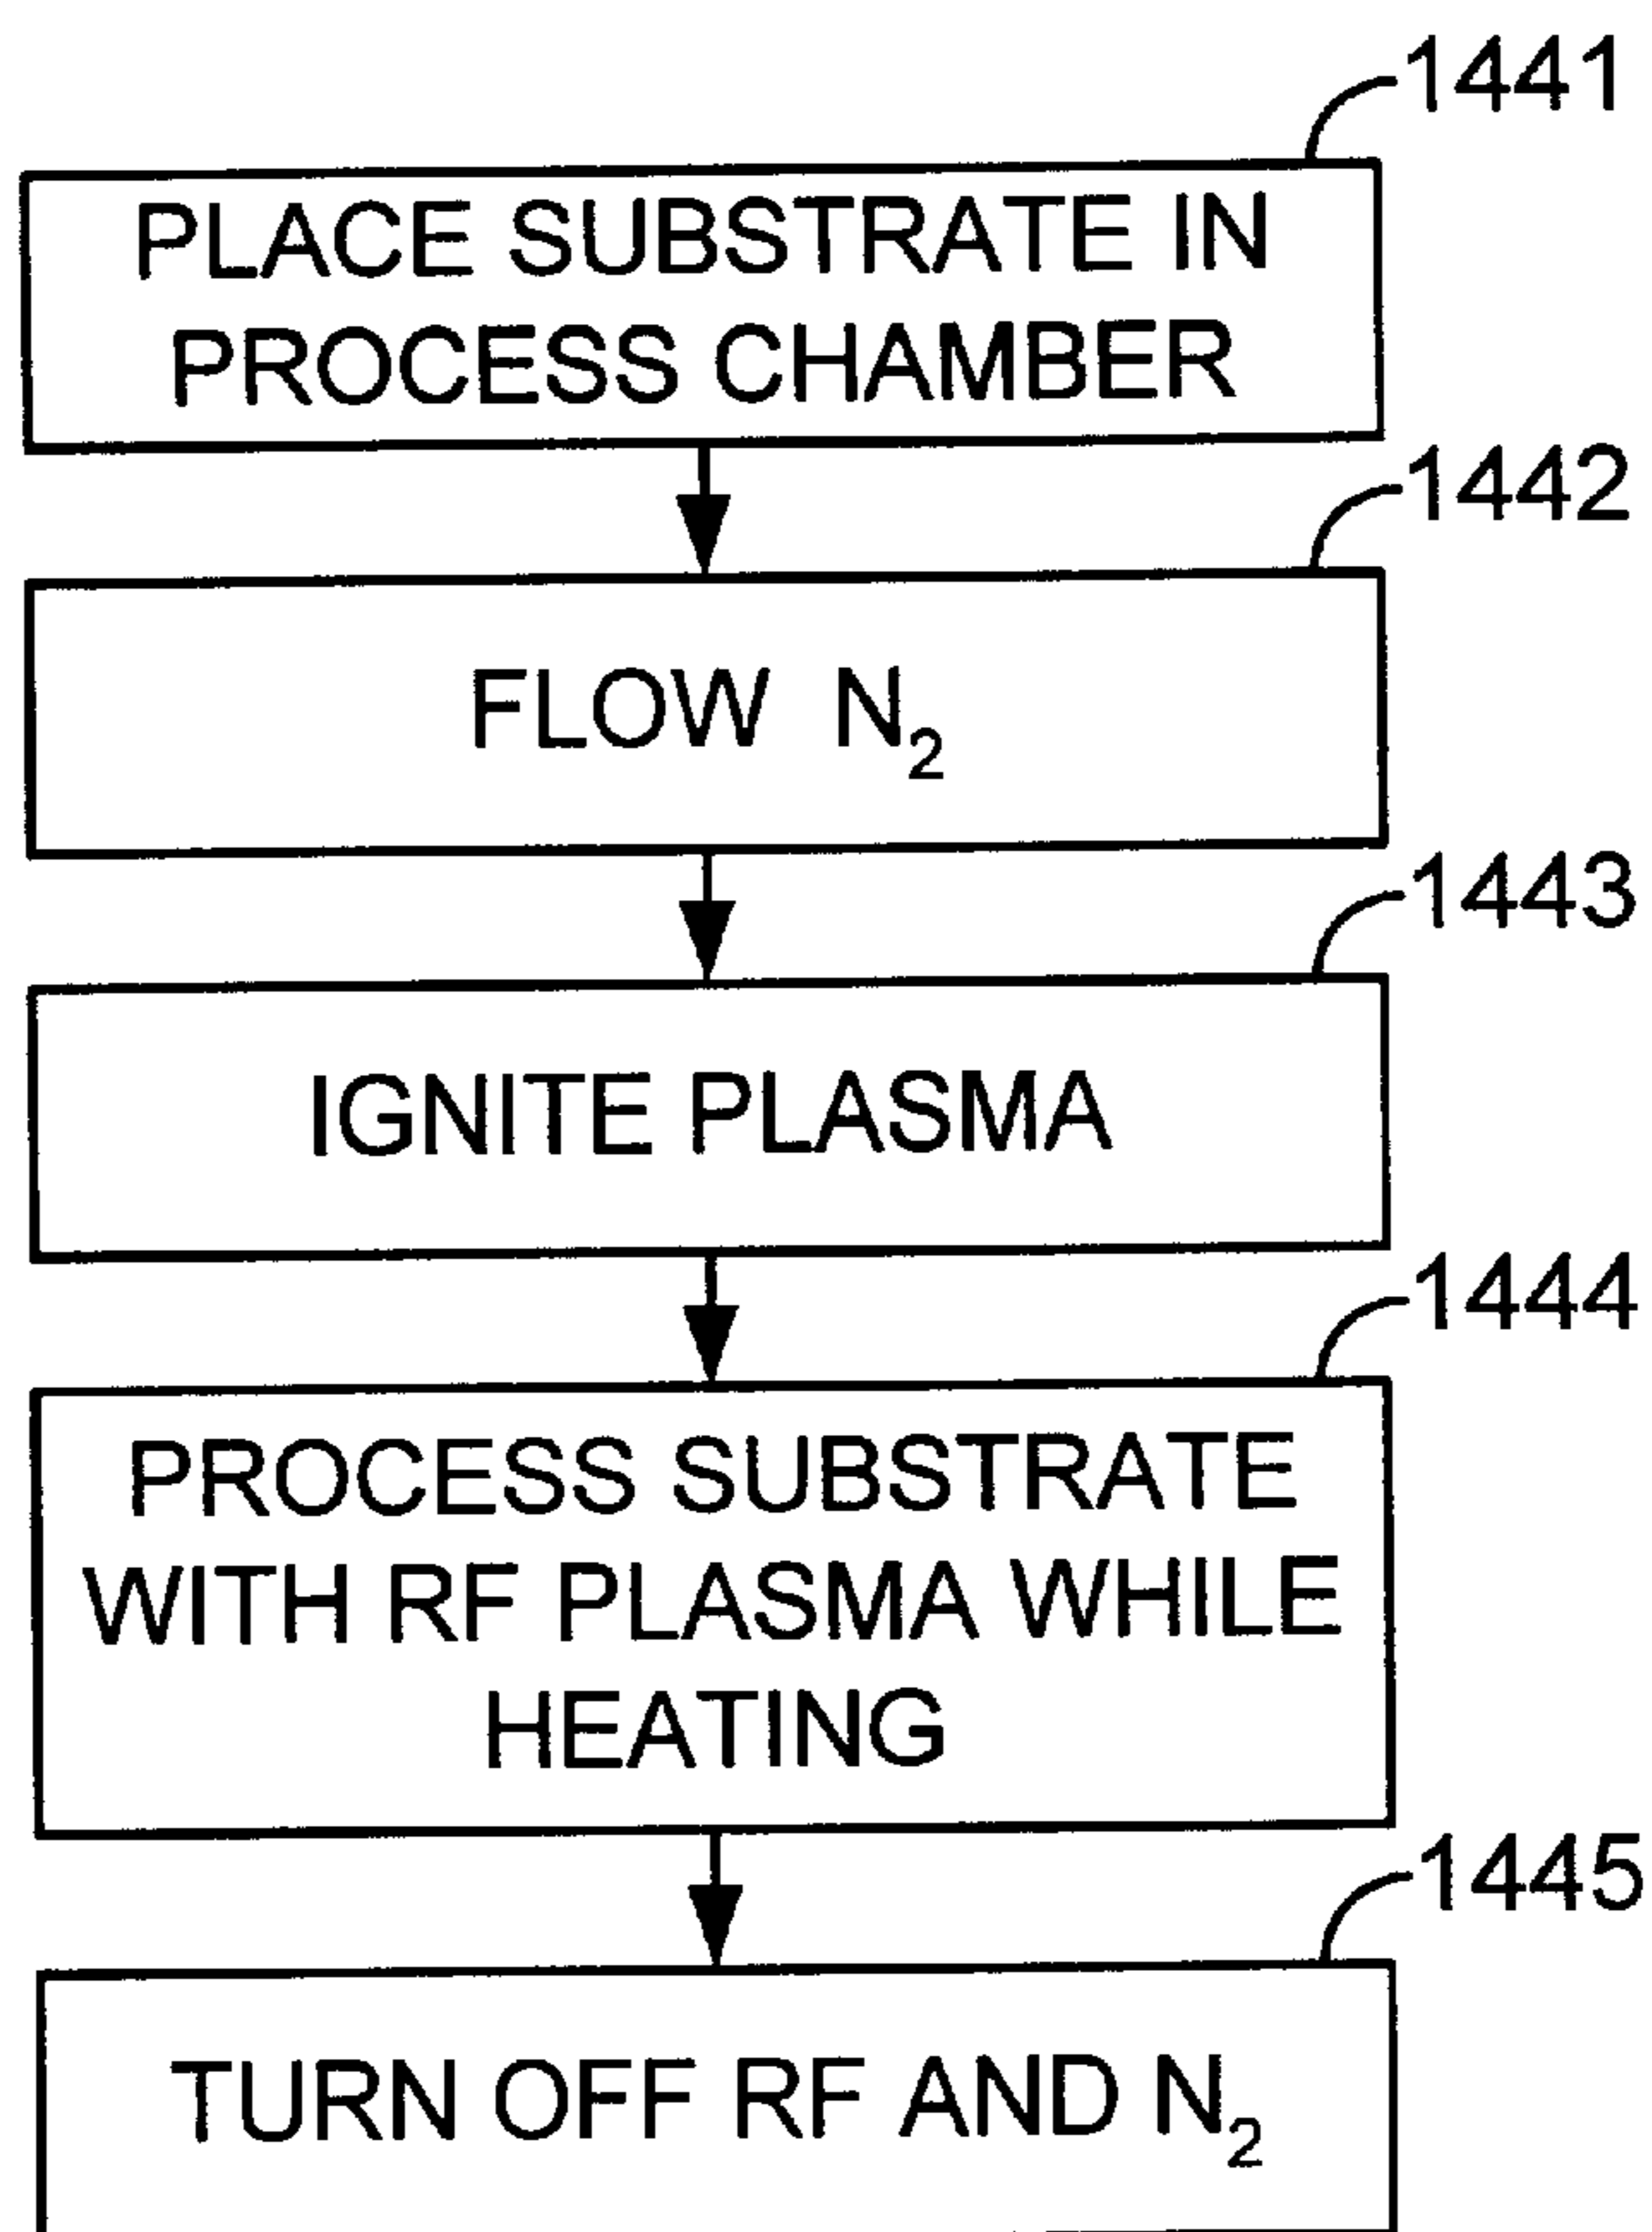 1441
PLACE SUBSTRATE IN
PROCESS CHAMBER
1442
FLOW N₂
1443
IGNITE PLASMA
1444
PROCESS SUBSTRATE
WITH RF PLASMA WHILE
HEATING
1445
TURN OFF RF AND N₂